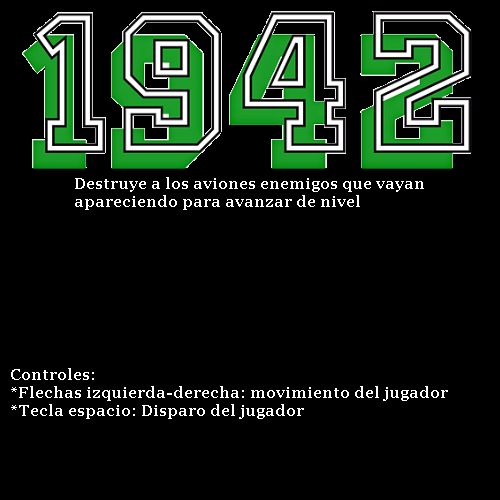 1942
Destruye a los aviones enemigos que vayan
apareciendo para avanzar de nivel
Controles:
*Flechas izquierda-derecha: movimiento del jugador
*Tecla espacio: Disparo del jugador